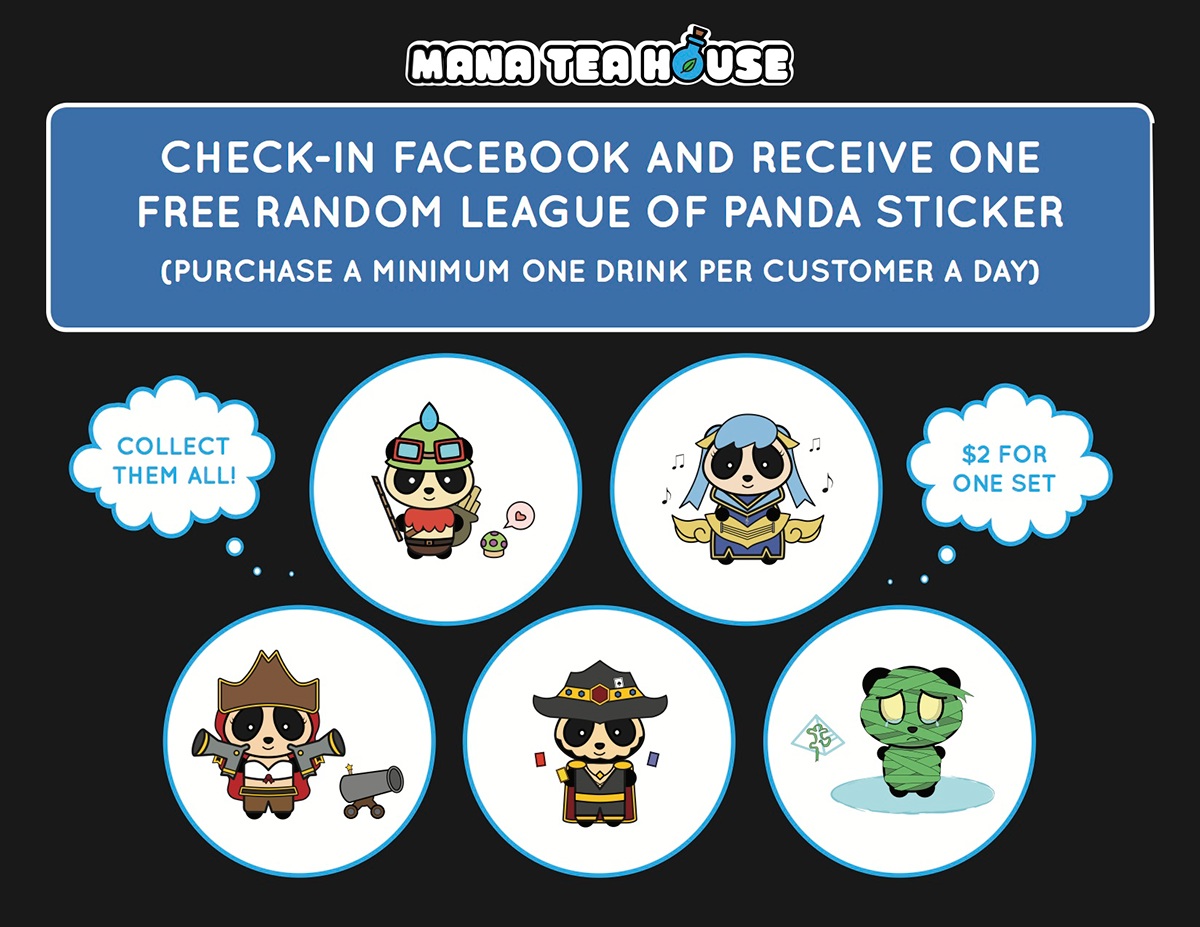 MANA TEA HOUSE
CHECK-IN FACEBOOK AND RECEIVE ONE
FREE RANDOM LEAGUE OF PANDA STICKER
(PURCHASE A MINIMUM ONE DRINK PER CUSTOMER A DAY)
COLLECT
THEM ALL!
$2 FOR
ONE SET